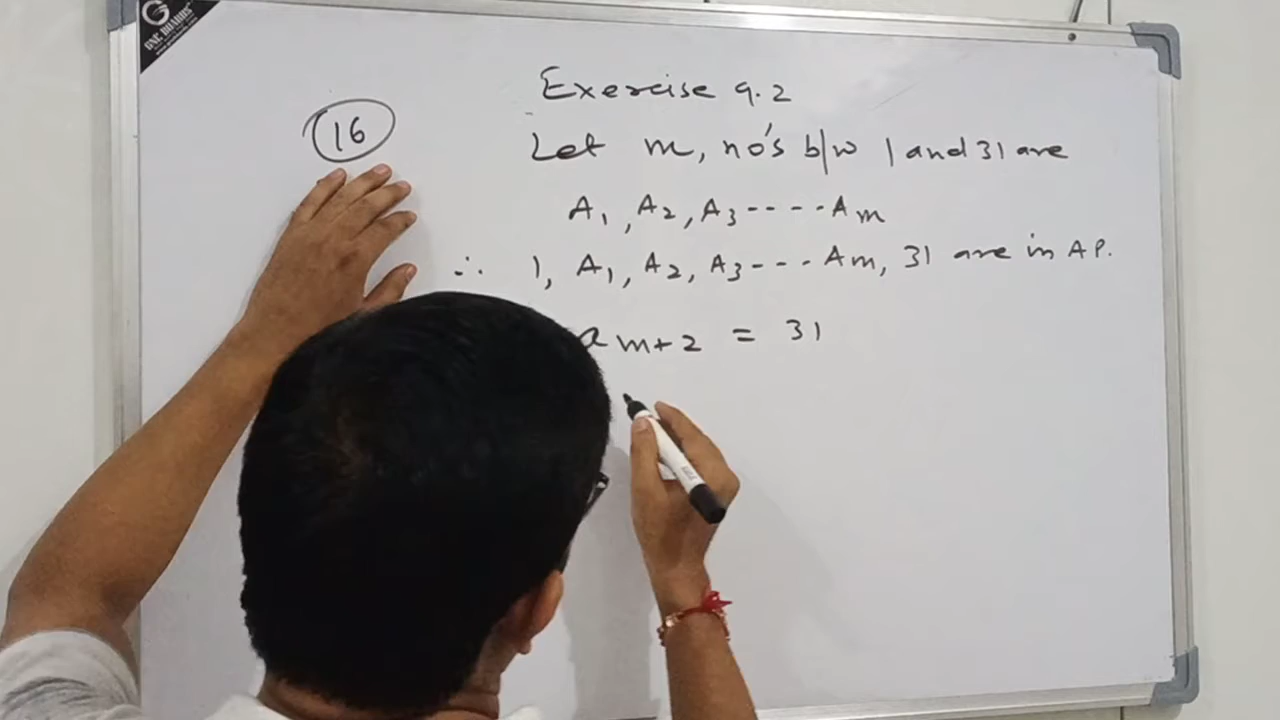 Exercise 9.2
16
Let m, no's b/w 1 and 31 are
A1, A2, A3 ---- Am
∴ 1, A1, A2, A3 --- Am, 31 are in AP.
am+2 = 31